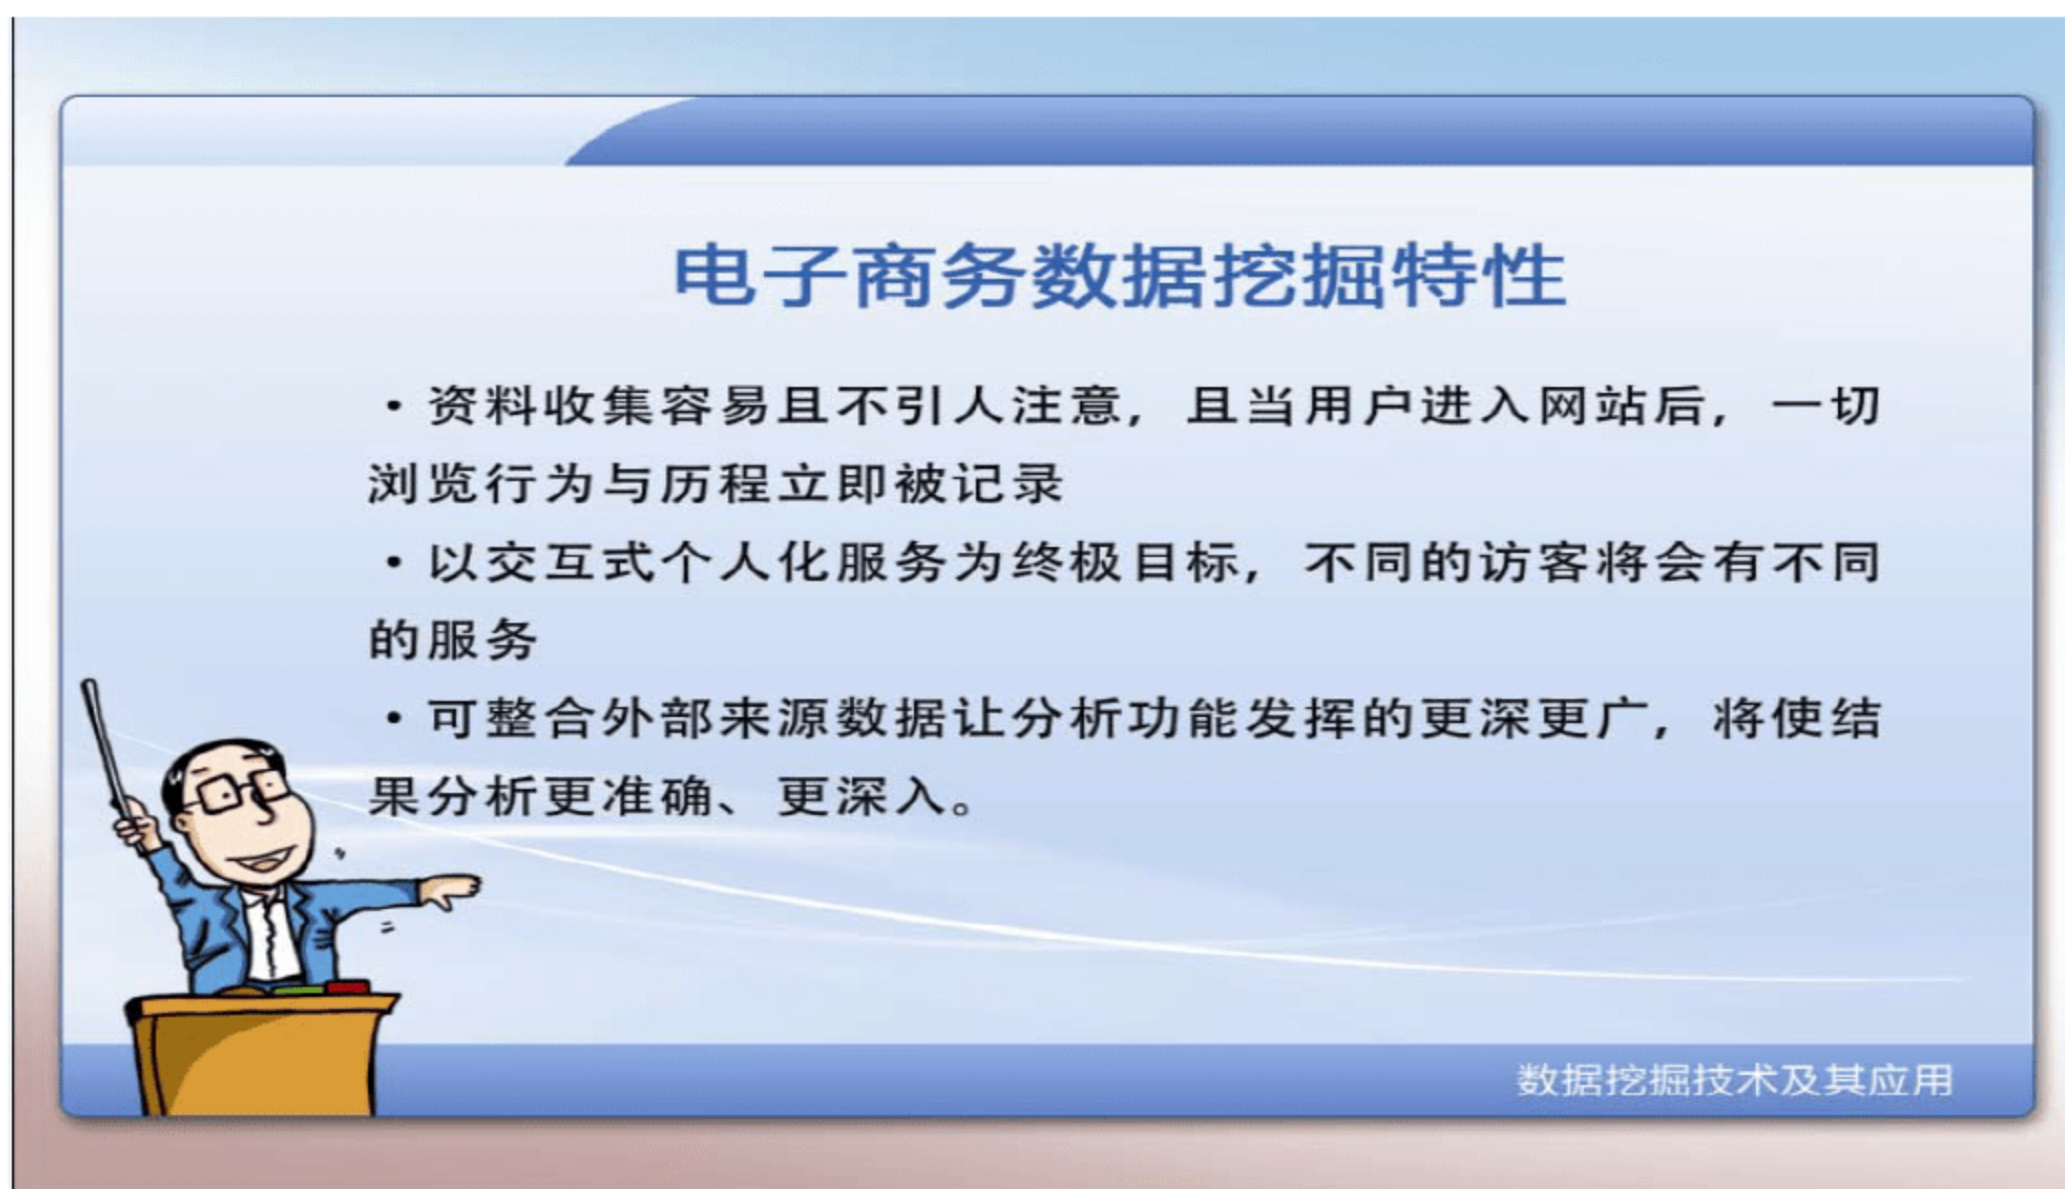 电子商务数据挖掘特性
·资料收集容易且不引人注意，且当用户进入网站后，一切
浏览行为与历程立即被记录
·以交互式个人化服务为终极目标，不同的访客将会有不同
的服务
·可整合外部来源数据让分析功能发挥的更深更广，将使结
果分析更准确、更深入。
数据挖掘技术及其应用